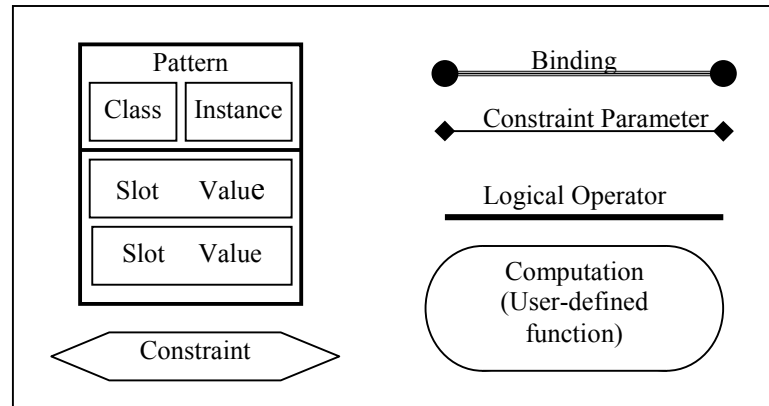 Pattern
Class Instance
Slot Value
Slot Value
Constraint
Binding
Constraint Parameter
Logical Operator
Computation
(User-defined
function)